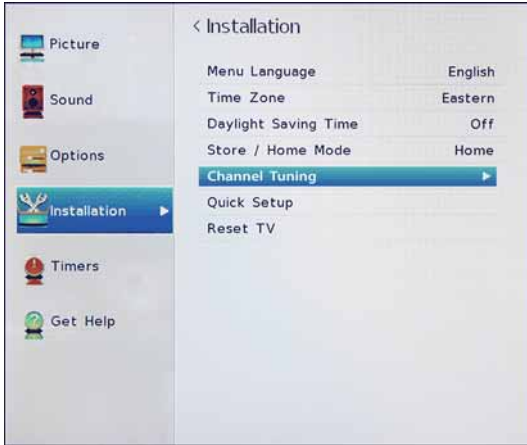 Picture
Sound
Options
Installation
Timers
Get Help
< Installation
Menu Language English
Time Zone Eastern
Daylight Saving Time Off
Store / Home Mode Home
Channel Tuning
Quick Setup
Reset TV